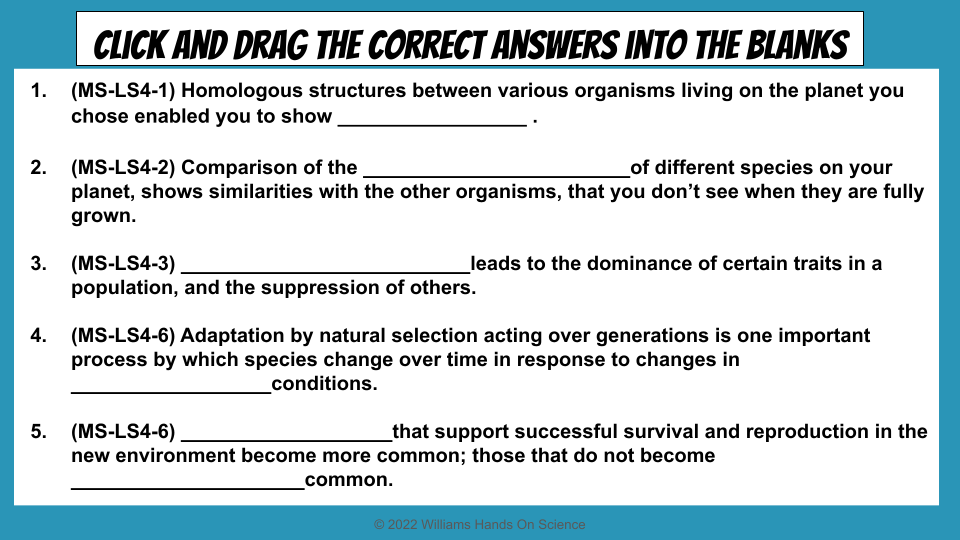 CLICK AND DRAG THE CORRECT ANSWERS INTO THE BLANKS
1. (MS-LS4-1) Homologous structures between various organisms living on the planet you
chose enabled you to show _________________ .
2. (MS-LS4-2) Comparison of the ________________________of different species on your
planet, shows similarities with the other organisms, that you don’t see when they are fully
grown.
3. (MS-LS4-3) __________________________leads to the dominance of certain traits in a
population, and the suppression of others.
4. (MS-LS4-6) Adaptation by natural selection acting over generations is one important
process by which species change over time in response to changes in
__________________conditions.
5. (MS-LS4-6) ___________________that support successful survival and reproduction in the
new environment become more common; those that do not become
_____________________common.
© 2022 Williams Hands On Science